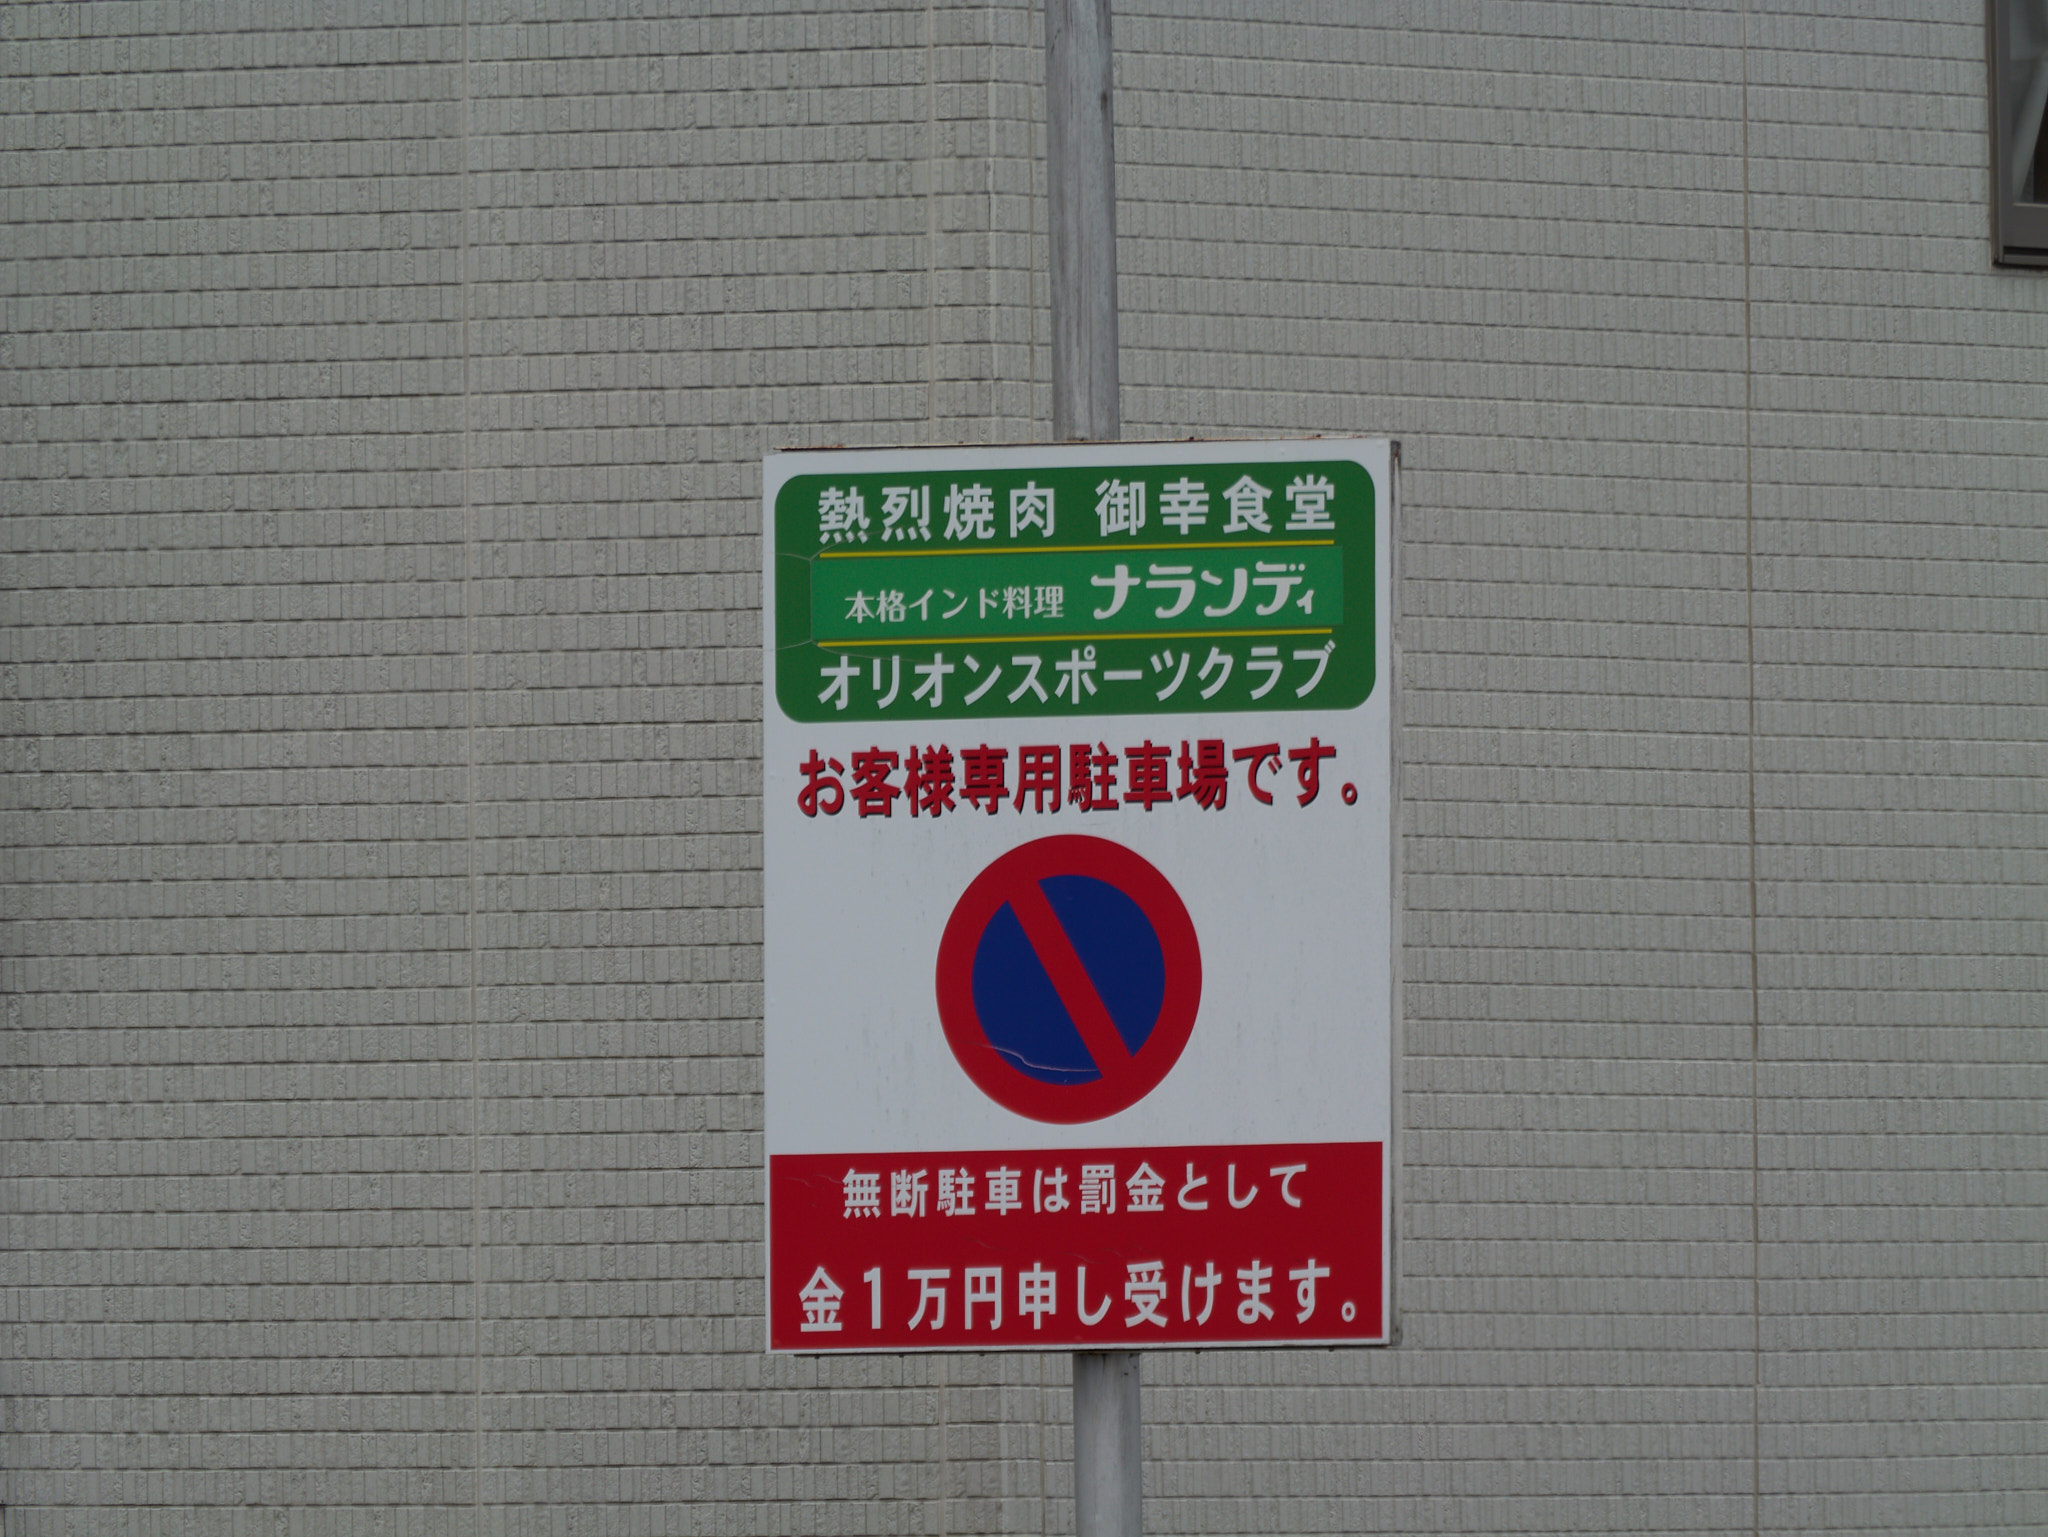 熱烈焼肉 御幸食堂
本格インド料理 ナランディ
オリオンスポーツクラブ
お客様専用駐車場です。
無断駐車は罰金として
金1万円申し受けます。